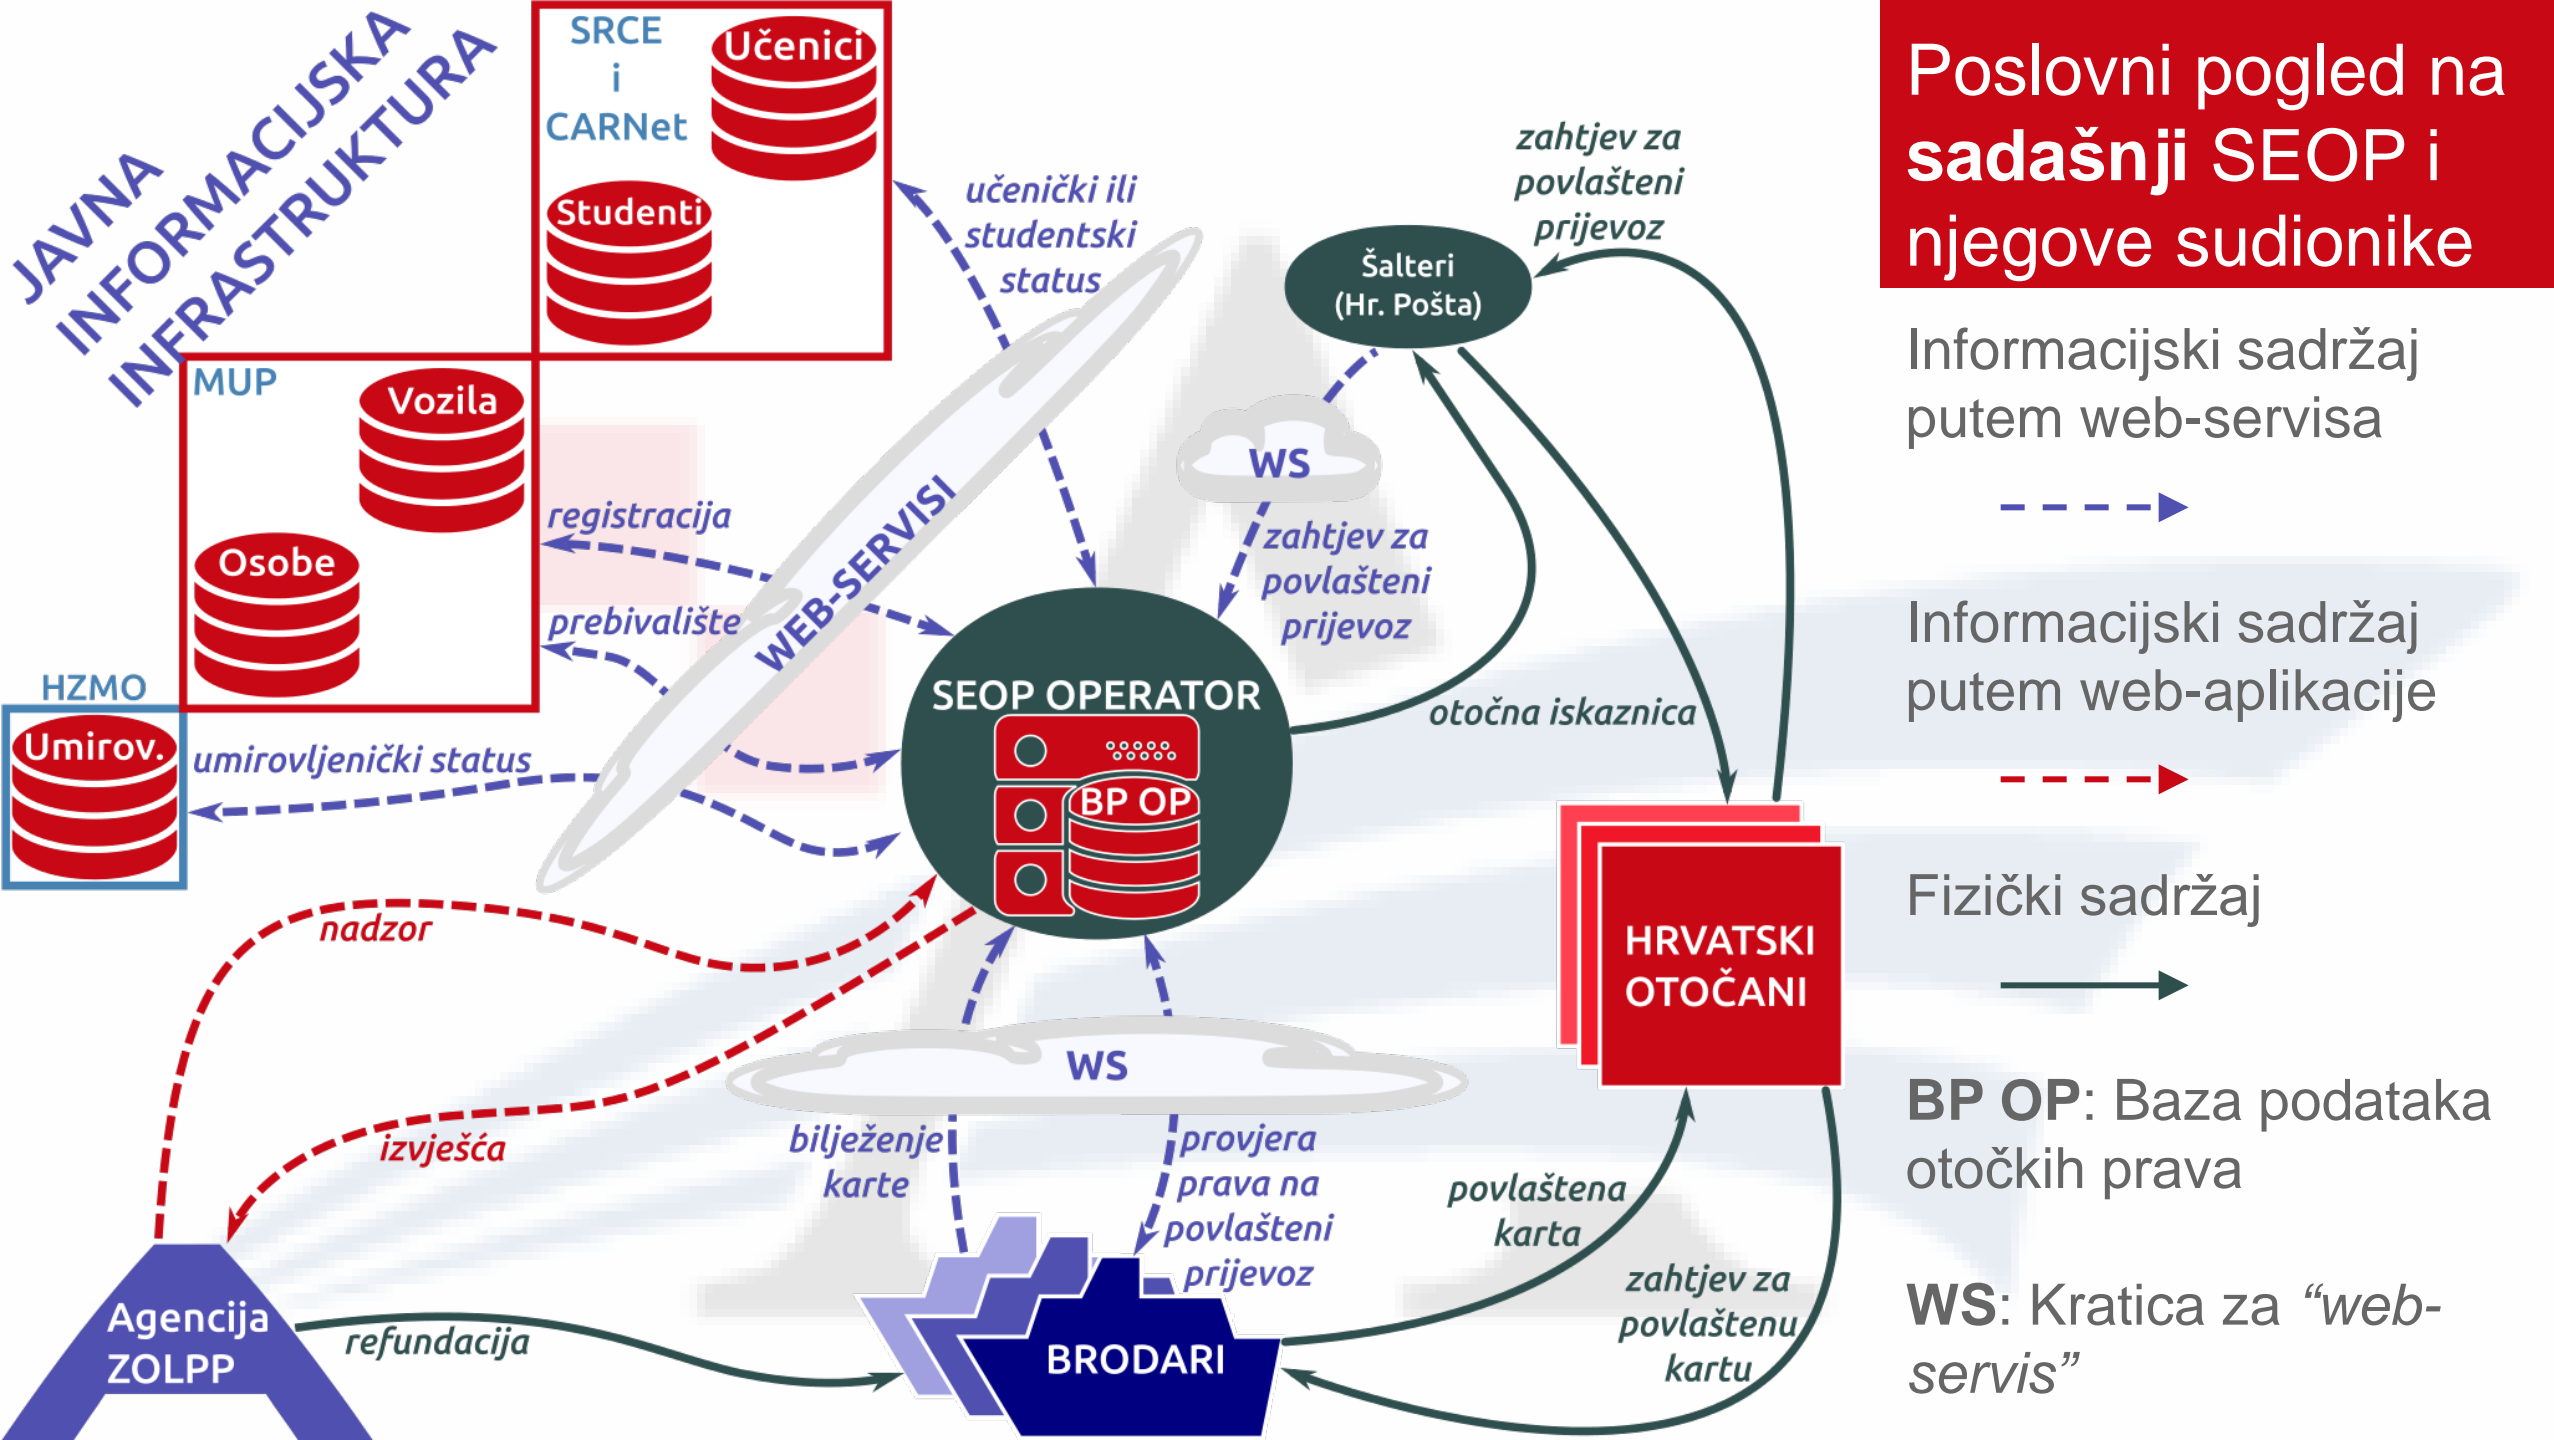 JAVNA
INFORMACIJSKA
INFRASTRUKTURA
SRCE
i
CARNet
Učenici
Studenti
MUP
Vozila
Osobe
HZMO
Umirov.
učenički ili
studentski
status
registracija
prebivalište
umirovljenički status
WEB-SERVISI
zahtjev za
povlašteni
prijevoz
Šalteri
(Hr. Pošta)
WS
zahtjev za
povlašteni
prijevoz
SEOP OPERATOR
BP OP
otočna iskaznica
nadzor
izvješća
HRVATSKI
OTOČANI
WS
bilježenje
karte
provjera
prava na
povlašteni
prijevoz
povlaštena
karta
zahtjev za
povlaštenu
kartu
Agencija
ZOLPP
refundacija
BRODARI
Poslovni pogled na
sadašnji SEOP i
njegove sudionike
Informacijski sadržaj
putem web-servisa
Informacijski sadržaj
putem web-aplikacije
Fizički sadržaj
BP OP: Baza podataka
otočkih prava
WS: Kratica za “web-
servis”